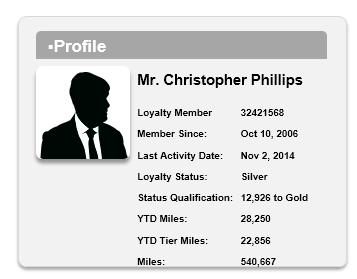 ▪Profile
Mr. Christopher Phillips
Loyalty Member 32421568
Member Since: Oct 10, 2006
Last Activity Date: Nov 2, 2014
Loyalty Status: Silver
Status Qualification: 12,926 to Gold
YTD Miles: 28,250
YTD Tier Miles: 22,856
Miles: 540,667